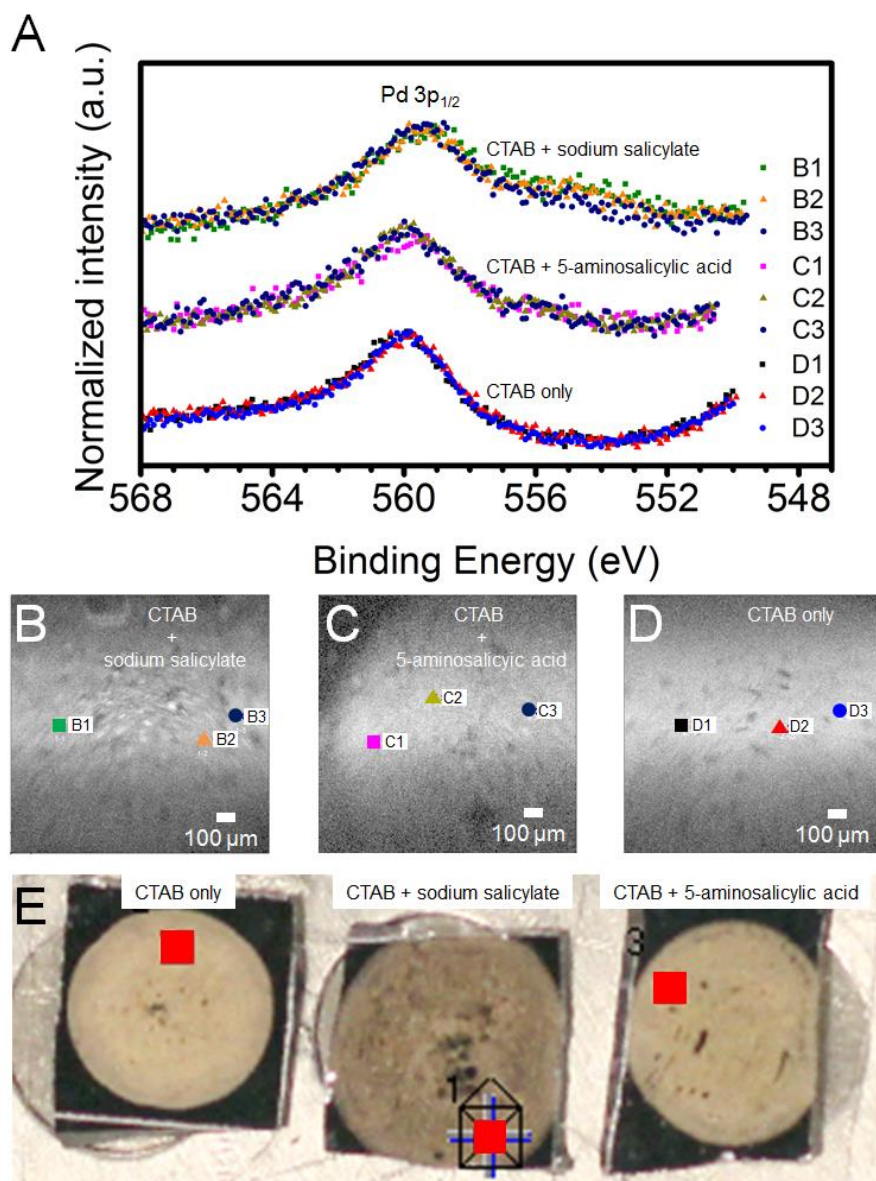 A
Normalized intensity (a.u.)
Pd 3p1/2
CTAB + sodium salicylate
CTAB + 5-aminosalicylic acid
CTAB only
B1
B2
B3
C1
C2
C3
D1
D2
D3
568 564 560 556 552 548
Binding Energy (eV)
B
CTAB
+
sodium salicylate
B1
B2
B3
100 µm
C
CTAB
+
5-aminosalicyic acid
C1
C2
C3
100 µm
D
CTAB only
D1
D2
D3
100 µm
E
CTAB only
CTAB + sodium salicylate
CTAB + 5-aminosalicylic acid
1
3